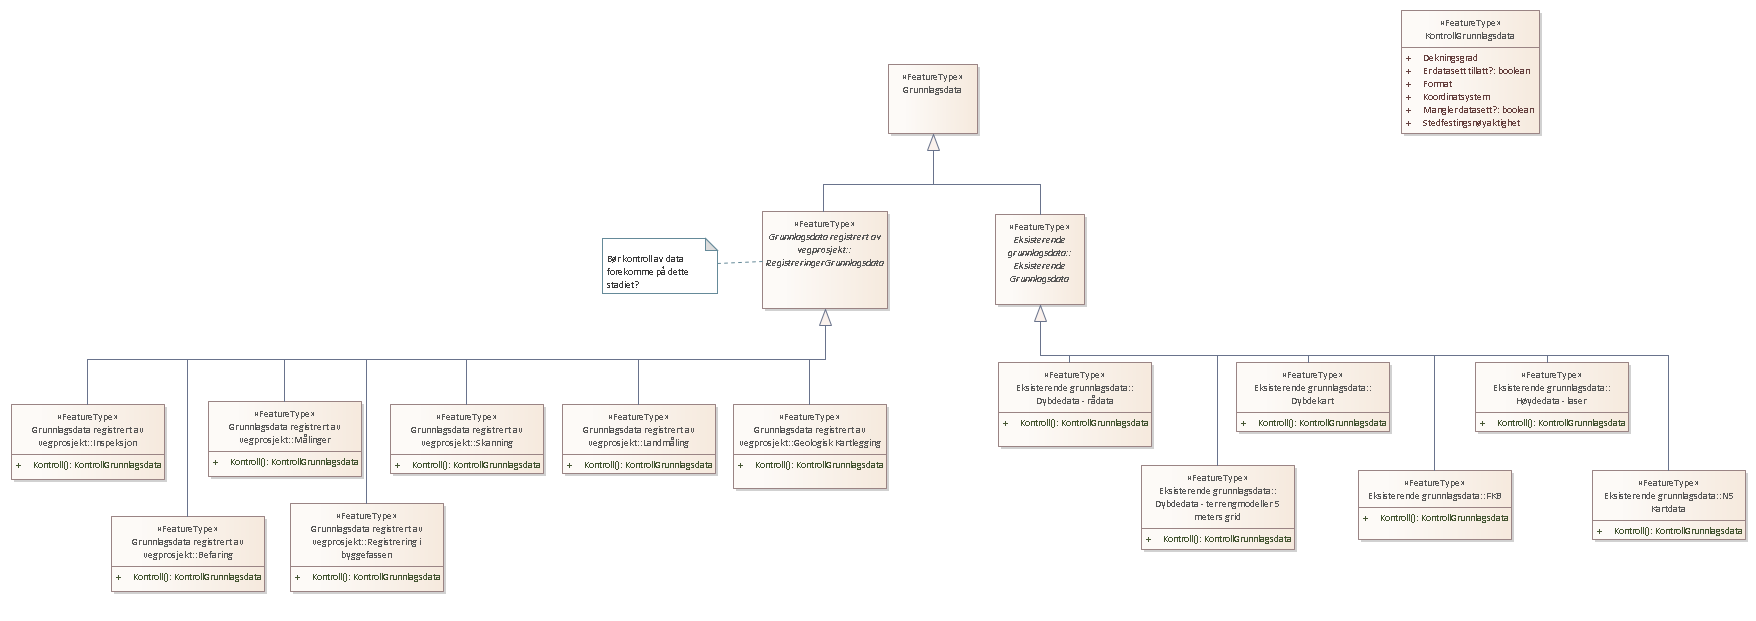 «FeatureType»
KontrollGrunnlagsdata
+ Dekningsgrad
+ Er datasett tillatt?: boolean
+ Format
+ Koordinatsystem
+ Mangler datasett?: boolean
+ Stedfestingsnøyaktighet
«FeatureType»
Grunnlagsdata
«FeatureType»
Grunnlagsdata registrert av
vegprosjekt::
RegistreringerGrunnlagsdata
«FeatureType»
Eksisterende
grunnlagsdata::
Eksisterende
Grunnlagsdata
Bør kontroll av data
forekomme på dette
stadiet?
«FeatureType»
Grunnlagsdata registrert av
vegprosjekt::Inspeksjon
+ Kontroll(): KontrollGrunnlagsdata
«FeatureType»
Grunnlagsdata registrert av
vegprosjekt::Målinger
+ Kontroll(): KontrollGrunnlagsdata
«FeatureType»
Grunnlagsdata registrert av
vegprosjekt::Skanning
+ Kontroll(): KontrollGrunnlagsdata
«FeatureType»
Grunnlagsdata registrert av
vegprosjekt::Landmåling
+ Kontroll(): KontrollGrunnlagsdata
«FeatureType»
Grunnlagsdata registrert av
vegprosjekt::Geologisk Kartlegging
+ Kontroll(): KontrollGrunnlagsdata
«FeatureType»
Eksisterende grunnlagsdata::
Dybdedata - rådata
+ Kontroll(): KontrollGrunnlagsdata
«FeatureType»
Eksisterende grunnlagsdata::
Dybdekart
+ Kontroll(): KontrollGrunnlagsdata
«FeatureType»
Eksisterende grunnlagsdata::
Høydedata - laser
+ Kontroll(): KontrollGrunnlagsdata
«FeatureType»
Grunnlagsdata registrert av
vegprosjekt::Befaring
+ Kontroll(): KontrollGrunnlagsdata
«FeatureType»
Grunnlagsdata registrert av
vegprosjekt::Registrering i
byggefassen
+ Kontroll(): KontrollGrunnlagsdata
«FeatureType»
Eksisterende grunnlagsdata::
Dybdedata - terrengmodeller 5
meters grid
+ Kontroll(): KontrollGrunnlagsdata
«FeatureType»
Eksisterende grunnlagsdata::FKB
+ Kontroll(): KontrollGrunnlagsdata
«FeatureType»
Eksisterende grunnlagsdata::N5
Kartdata
+ Kontroll(): KontrollGrunnlagsdata